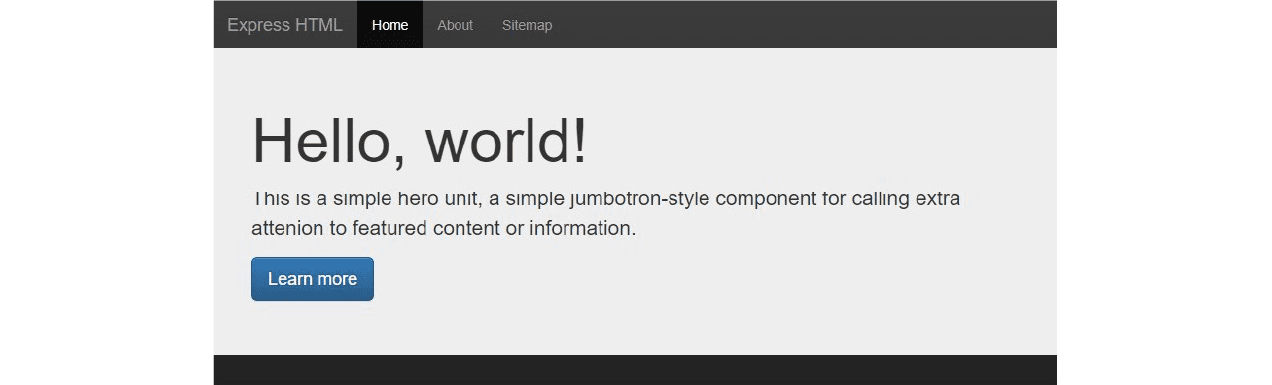 Express HTML Home About Sitemap
Hello, world!
This is a simple hero unit, a simple jumbotron-style component for calling extra
attenion to featured content or information.
Learn more